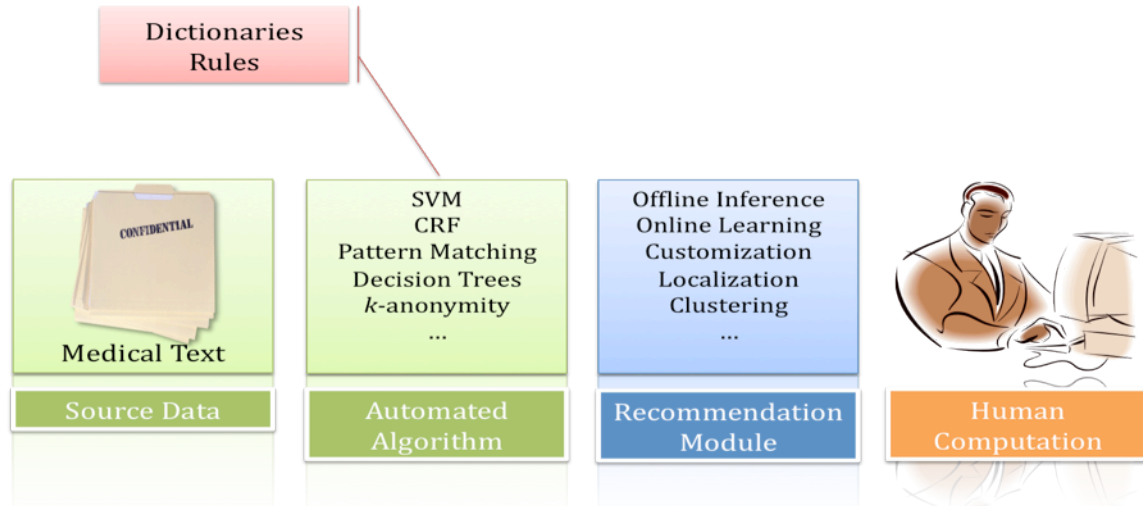 Dictionaries
Rules
CONFIDENTIAL
Medical Text
Source Data
SVM
CRF
Pattern Matching
Decision Trees
k-anonymity
...
Automated
Algorithm
Offline Inference
Online Learning
Customization
Localization
Clustering
...
Recommendation
Module
Human
Computation